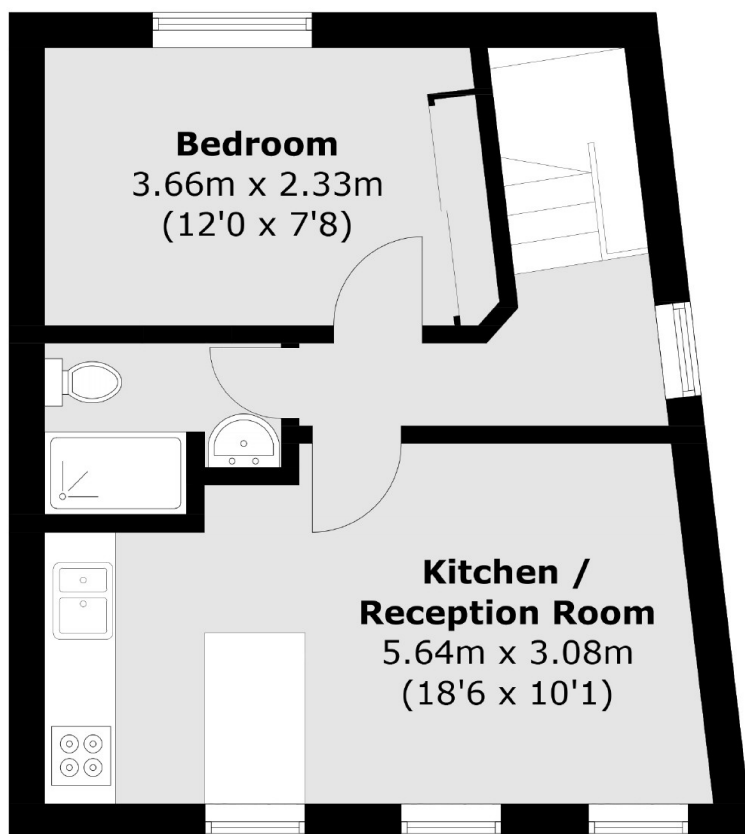 Bedroom
3.66m x 2.33m
(12'0 x 7'8)
Kitchen /
Reception Room
5.64m x 3.08m
(18'6 x 10'1)